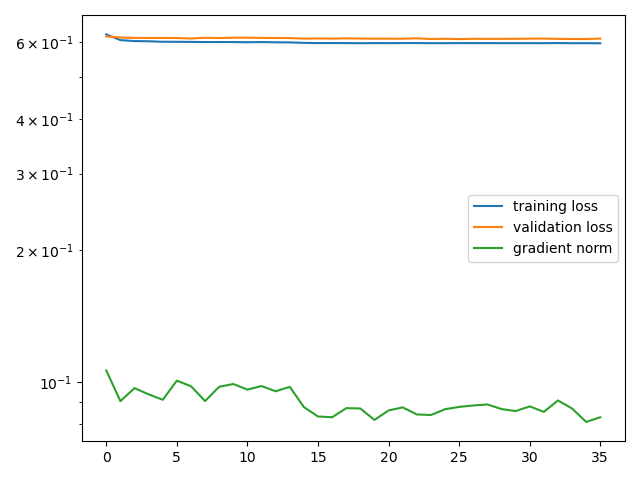 6 × 10⁻¹
4 × 10⁻¹
3 × 10⁻¹
2 × 10⁻¹
10⁻¹
training loss
validation loss
gradient norm
0 5 10 15 20 25 30 35